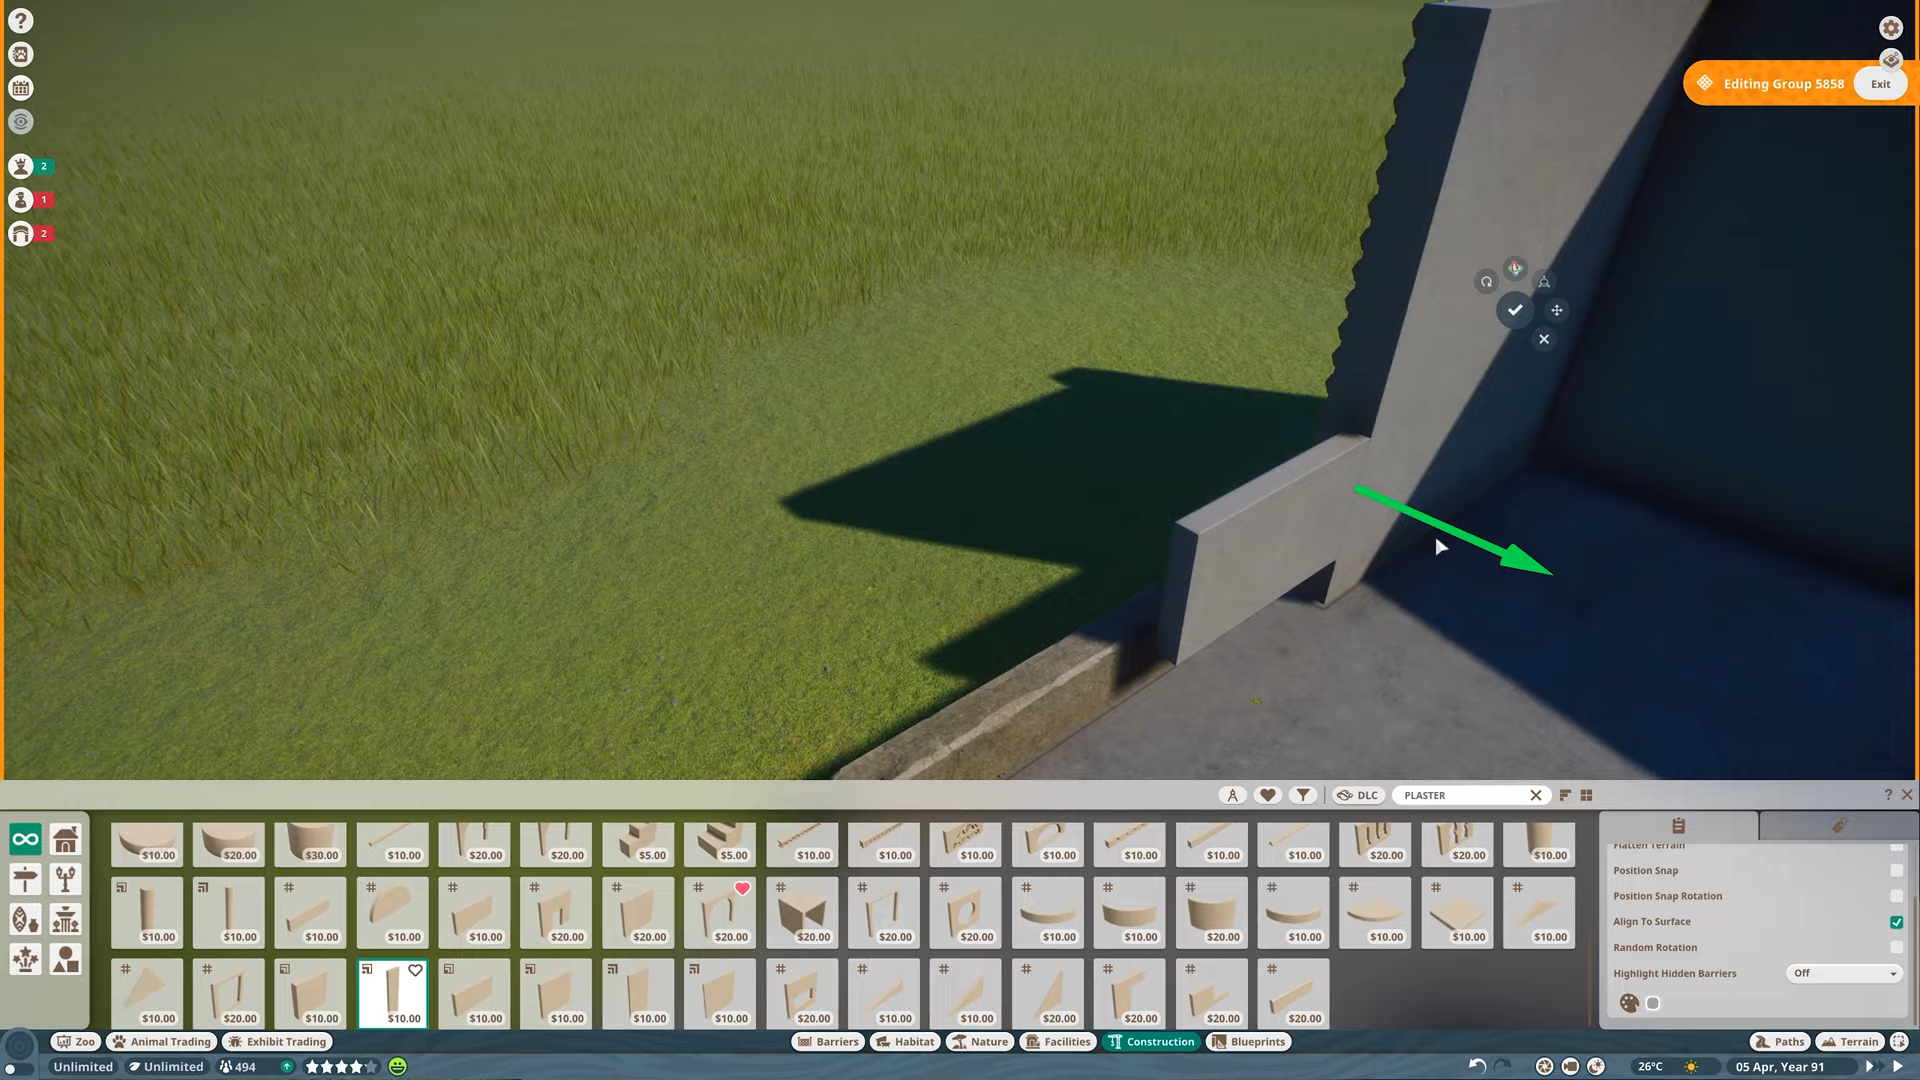 Editing Group 5858
Exit
2
1
2
DLC
PLASTER
?
$10.00 $20.00 $30.00 $10.00 $20.00 $20.00 $5.00 $5.00 $10.00 $10.00 $10.00 $10.00 $10.00 $10.00 $10.00 $20.00 $20.00 $10.00
$10.00 $10.00 $10.00 $10.00 $10.00 $20.00 $20.00 $20.00 $20.00 $20.00 $20.00 $10.00 $10.00 $20.00 $10.00 $10.00 $10.00 $10.00
$10.00 $20.00 $10.00 $10.00 $10.00 $10.00 $10.00 $10.00 $20.00 $10.00 $10.00 $20.00 $20.00 $20.00 $20.00
Flatten Terrain
Position Snap
Position Snap Rotation
Align To Surface
Random Rotation
Highlight Hidden Barriers Off
Zoo Animal Trading Exhibit Trading Barriers Habitat Nature Facilities Construction Blueprints Paths Terrain
Unlimited Unlimited 494 26°C 05 Apr, Year 91